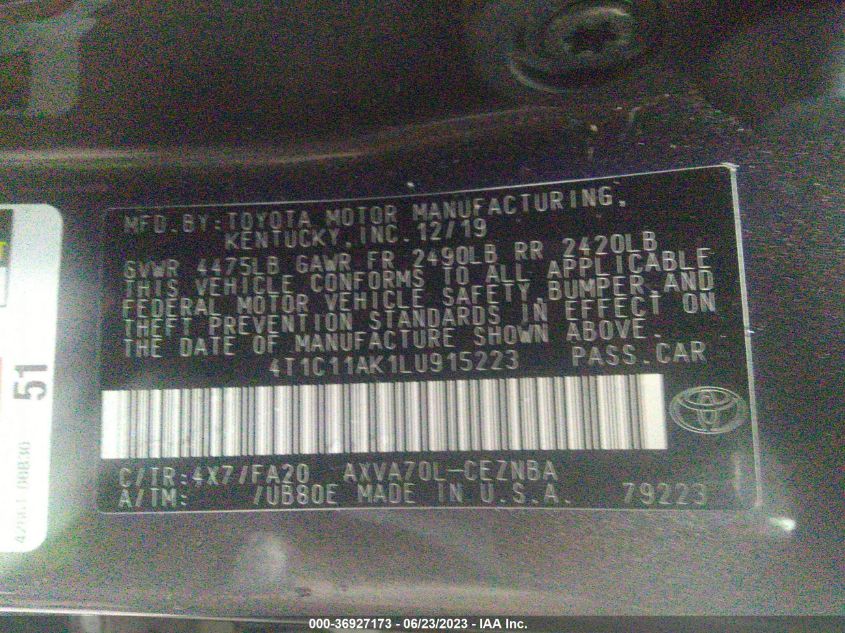 MFD.BY:TOYOTA MOTOR MANUFACTURING,
KENTUCKY,INC.12/19
GVWR 4475LB GAWR FR 2490LB RR 2420LB
THIS VEHICLE CONFORMS TO ALL APPLICABLE
FEDERAL MOTOR VEHICLE SAFETY,BUMPER,AND
THEFT PREVENTION STANDARDS IN EFFECT ON
THE DATE OF MANUFACTURE SHOWN ABOVE.
4T1C11AK1LU915223 PASS.CAR
C/TR:4X7/FA20 AXVA70L-CEZNBA
A/TM: /UB80E MADE IN U.S.A. 79223
51
000-36927173 - 06/23/2023 - IAA Inc.